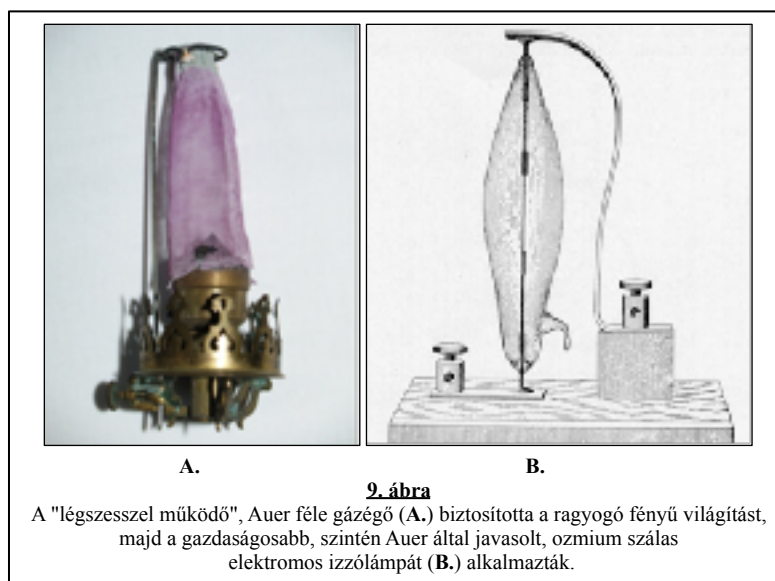 A.
B.
9. ábra
A "légszesszel működő", Auer féle gázégő (A.) biztosította a ragyogó fényű világítást,
majd a gazdaságosabb, szintén Auer által javasolt, ozmium szálas
elektromos izzólámpát (B.) alkalmazták.